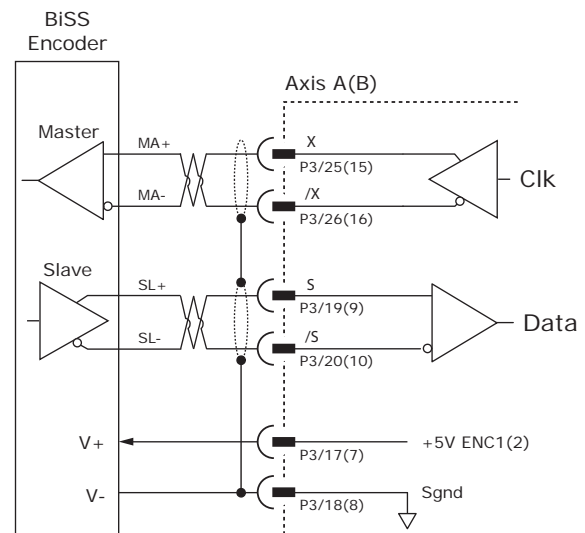 BiSS
Encoder
Axis A(B)
Master
MA+
X
P3/25(15)
Clk
MA-
/X
P3/26(16)
Slave
SL+
S
P3/19(9)
Data
SL-
/S
P3/20(10)
V+
+5V ENC1(2)
P3/17(7)
V-
Sgnd
P3/18(8)